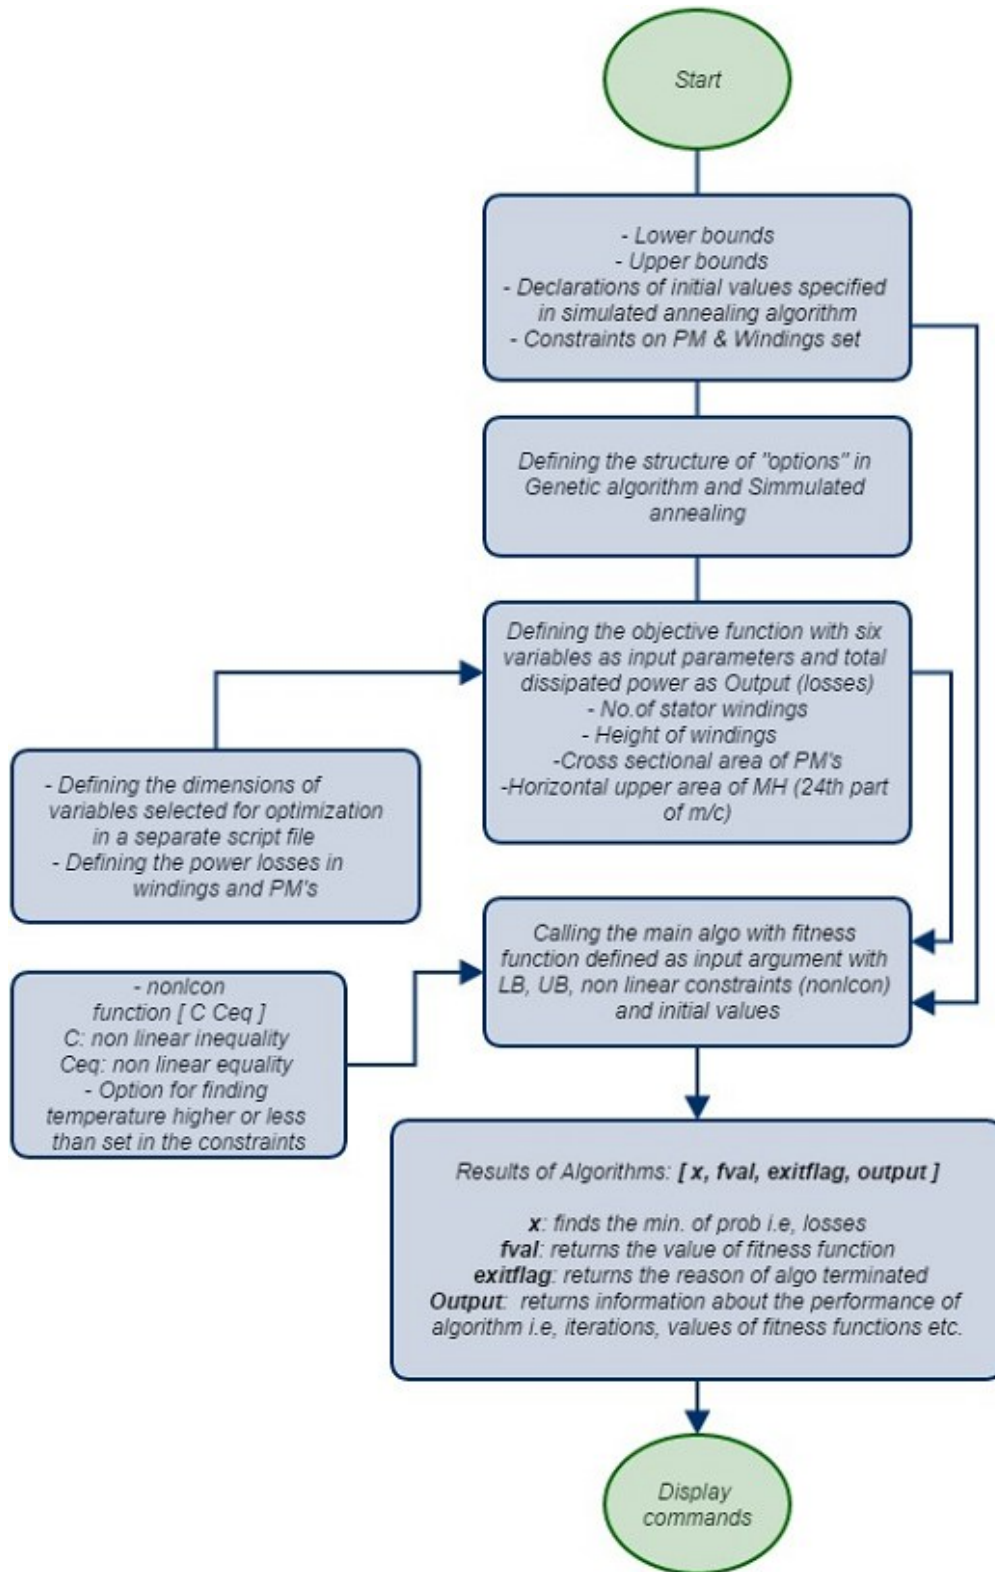 Start
- Lower bounds
- Upper bounds
- Declarations of initial values specified
in simulated annealing algorithm
- Constraints on PM & Windings set
Defining the structure of "options" in
Genetic algorithm and Simmulated
annealing
Defining the objective function with six
variables as input parameters and total
dissipated power as Output (losses)
- No.of stator windings
- Height of windings
-Cross sectional area of PM's
-Horizontal upper area of MH (24th part
of m/c)
- Defining the dimensions of
variables selected for optimization
in a separate script file
- Defining the power losses in
windings and PM's
Calling the main algo with fitness
function defined as input argument with
LB, UB, non linear constraints (nonlcon)
and initial values
- nonlcon
function [ C Ceq ]
C: non linear inequality
Ceq: non linear equality
- Option for finding
temperature higher or less
than set in the constraints
Results of Algorithms: [ x, fval, exitflag, output ]
x: finds the min. of prob i.e, losses
fval: returns the value of fitness function
exitflag: returns the reason of algo terminated
Output: returns information about the performance of
algorithm i.e, iterations, values of fitness functions etc.
Display
commands